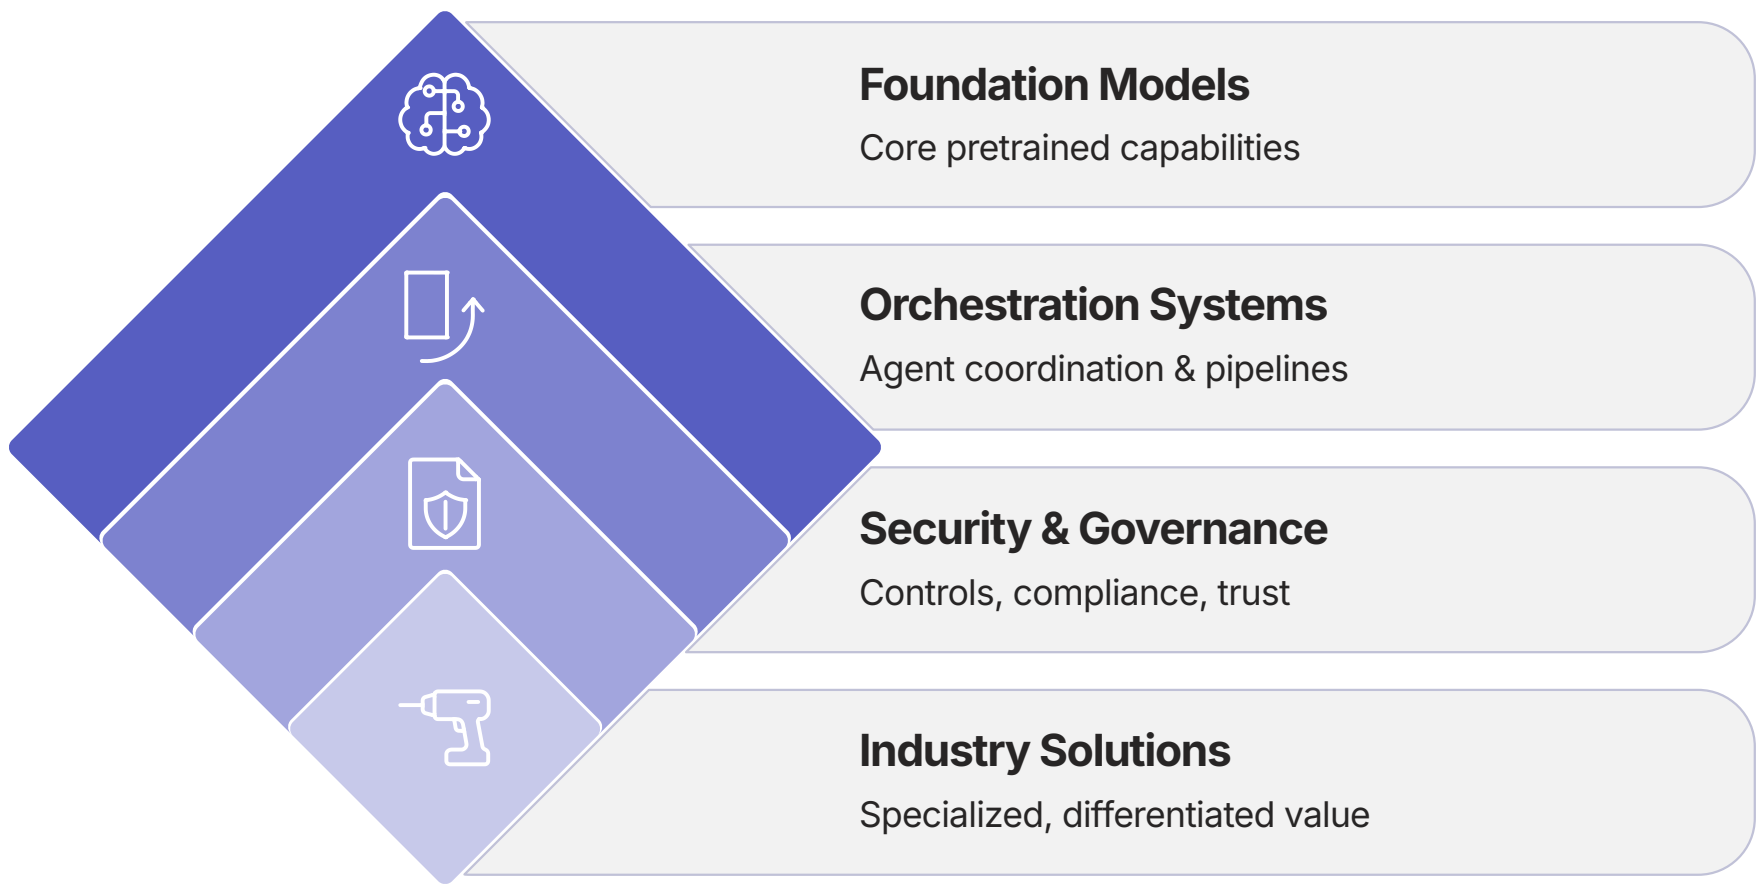 Foundation Models
Core pretrained capabilities
Orchestration Systems
Agent coordination & pipelines
Security & Governance
Controls, compliance, trust
Industry Solutions
Specialized, differentiated value